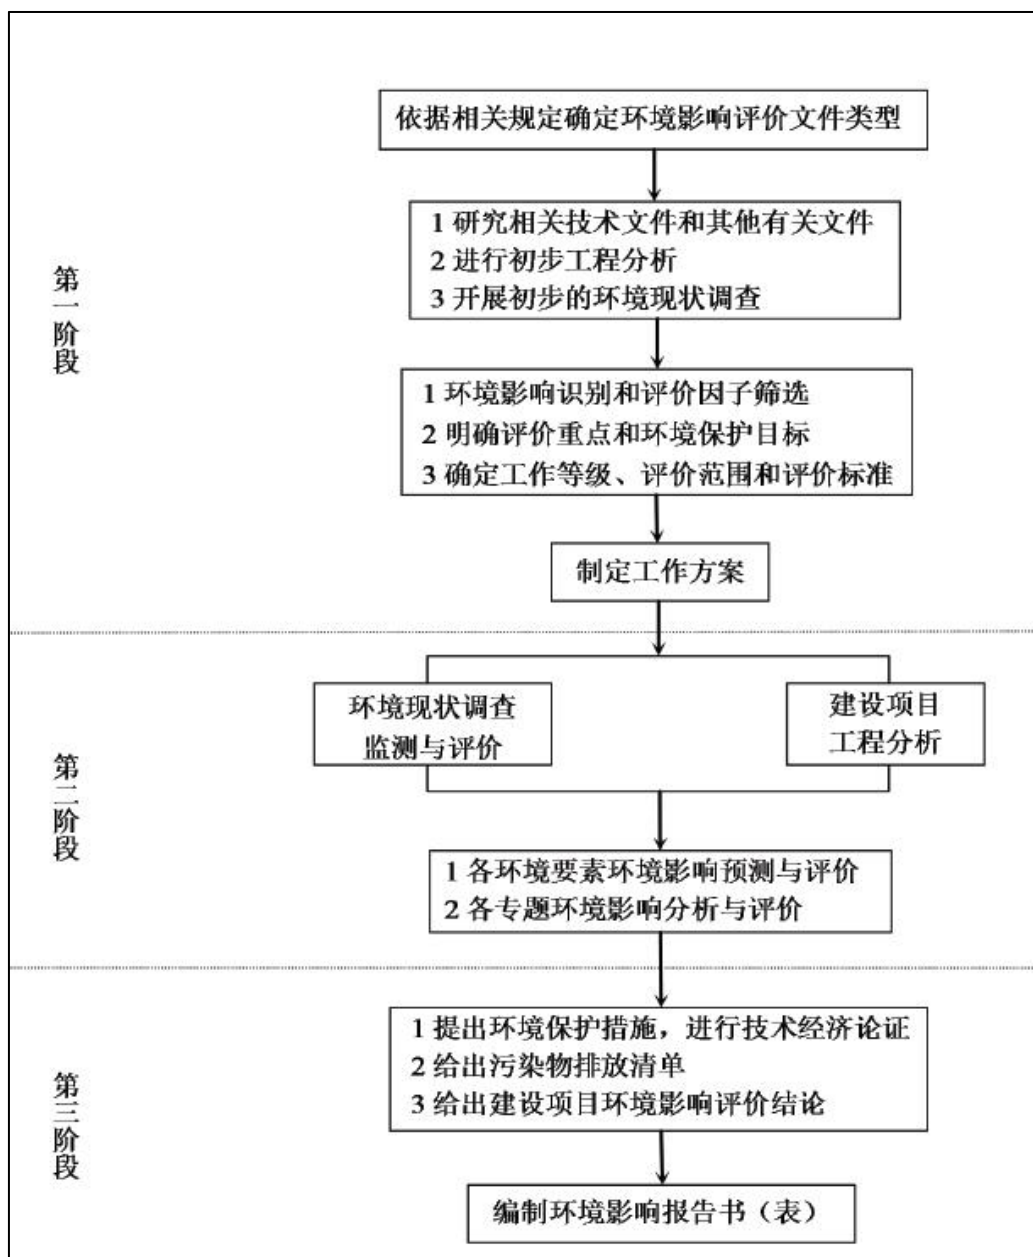 依据相关规定确定环境影响评价文件类型
1 研究相关技术文件和其他有关文件
2 进行初步工程分析
3 开展初步的环境现状调查
第一阶段
1 环境影响识别和评价因子筛选
2 明确评价重点和环境保护目标
3 确定工作等级、评价范围和评价标准
制定工作方案
环境现状调查
监测与评价
建设项目
工程分析
第二阶段
1 各环境要素环境影响预测与评价
2 各专题环境影响分析与评价
1 提出环境保护措施，进行技术经济论证
2 给出污染物排放清单
3 给出建设项目环境影响评价结论
第三阶段
编制环境影响报告书（表）